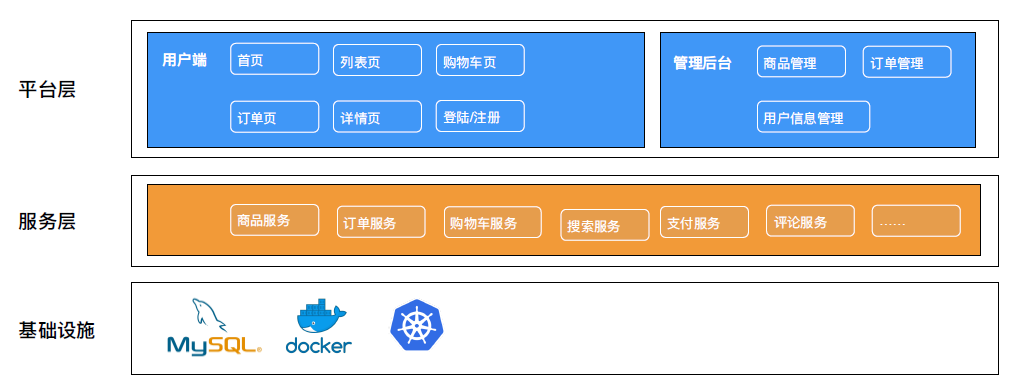 平台层
用户端
首页
列表页
购物车页
订单页
详情页
登陆/注册
管理后台
商品管理
订单管理
用户信息管理
服务层
商品服务
订单服务
购物车服务
搜索服务
支付服务
评论服务
……
基础设施
MySQL®
docker